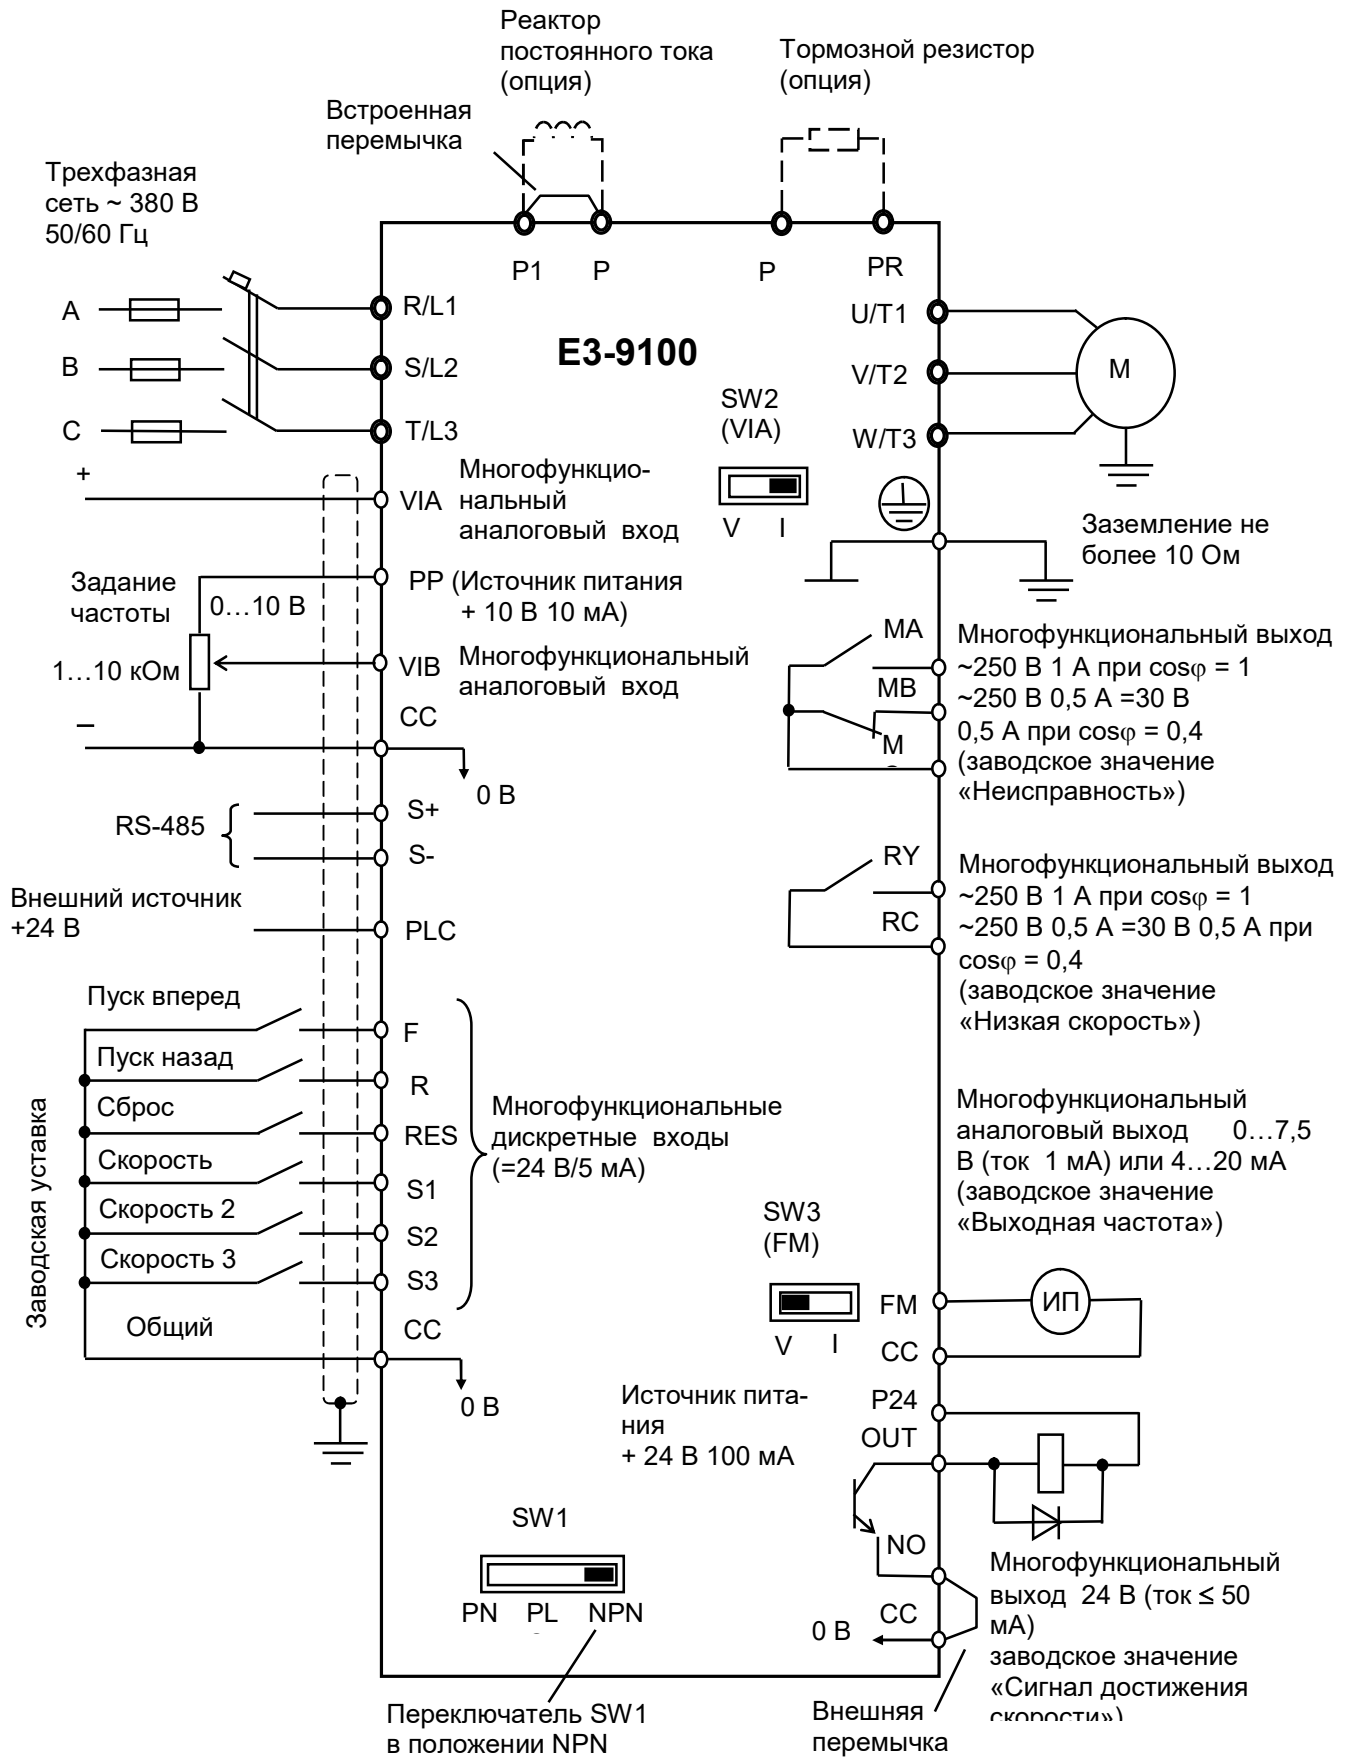 Реактор
постоянного тока
(опция)
Тормозной резистор
(опция)
Встроенная
перемычка
Трехфазная
сеть ~ 380 В
50/60 Гц
P1
P
P
PR
A
R/L1
U/T1
B
S/L2
E3-9100
V/T2
M
C
T/L3
SW2
(VIA)
W/T3
+
VIA
Многофункцио-
нальный
аналоговый вход
V
I
Заземление не
более 10 Ом
Задание
частоты
0…10 В
1…10 кОм
PP (Источник питания
+ 10 В 10 мА)
VIB
Многофункциональный
аналоговый вход
CC
–
0 В
MA
MB
M
Многофункциональный выход
~250 В 1 А при cosφ = 1
~250 В 0,5 А =30 В
0,5 А при cosφ = 0,4
(заводское значение
«Неисправность»)
RS-485
S+
S-
Внешний источник
+24 В
PLC
RY
RC
Многофункциональный выход
~250 В 1 А при cosφ = 1
~250 В 0,5 А =30 В 0,5 А при
cosφ = 0,4
(заводское значение
«Низкая скорость»)
Заводская уставка
Пуск вперед
F
Пуск назад
R
Сброс
RES
Скорость
S1
Скорость 2
S2
Скорость 3
S3
Общий
CC
0 В
Многофункциональные
дискретные входы
(=24 В/5 мА)
Многофункциональный
аналоговый выход 0…7,5
В (ток 1 мА) или 4…20 мА
(заводское значение
«Выходная частота»)
SW3
(FM)
V
I
FM
ИП
CC
Источник пита-
ния
+ 24 В 100 мА
P24
OUT
NO
CC
0 В
SW1
PN
PL
NPN
Переключатель SW1
в положении NPN
Внешняя
перемычка
Многофункциональный
выход 24 В (ток ≤ 50
мА)
заводское значение
«Сигнал достижения
скорости»)